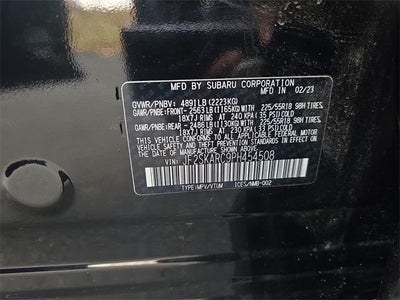 MFD BY SUBARU CORPORATION
MFD IN 02/23
GVWR/PNBV: 4891LB(2223KG)
GAWR/PNBE:FRONT- 2563LB(1165KG)WITH 225/55R18 98H TIRES,
18X7J RIMS AT 240 KPA(35 PSI)COLD
GAWR/PNBE:REAR - 2486LB(1130KG)WITH 225/55R18 98H TIRES,
18X7J RIMS AT 230 KPA(33 PSI)COLD
THIS VEHICLE CONFORMS TO ALL APPLICABLE FEDERAL MOTOR
VEHICLE SAFETY AND THEFT PREVENTION STANDARDS IN EFFECT
ON THE DATE OF MANUFACTURE SHOWN ABOVE.
VIN: JF2SKARC9PH454508
TYPE:MPV/VTUM ICES/NMB-002